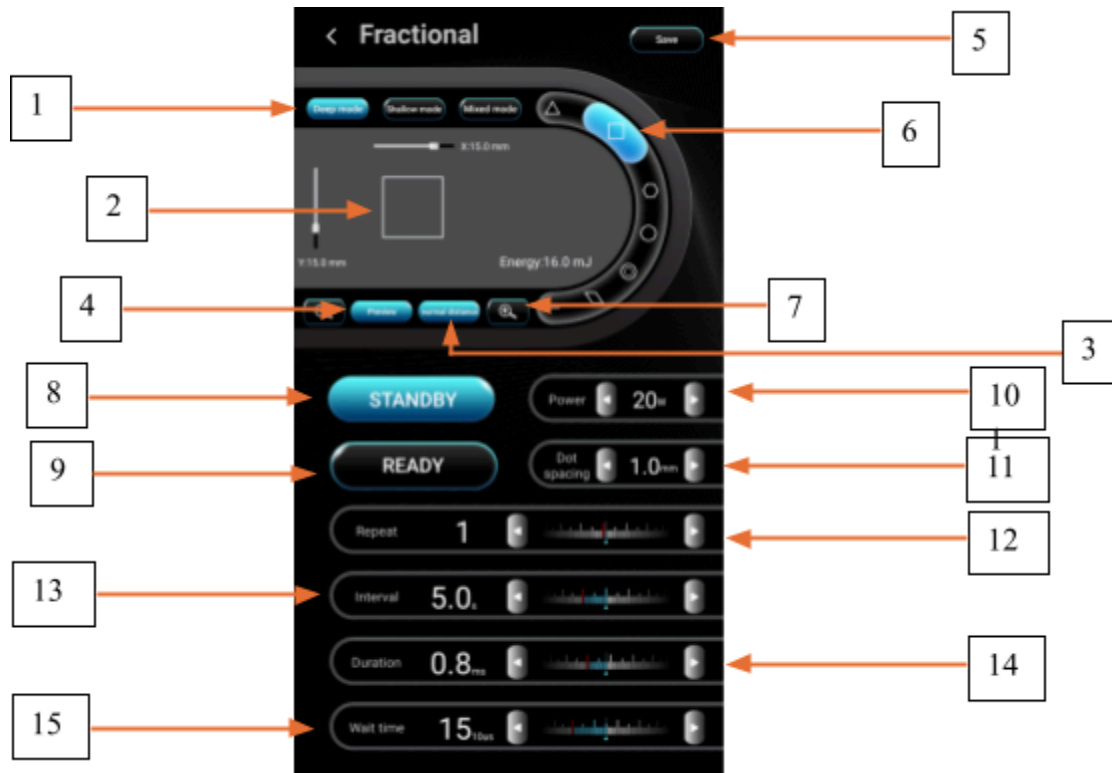 < Fractional
Save
5
1
Deep mode
Shallow mode
Mixed mode
6
X:15.0 mm
2
Y:15.0 mm
Energy:16.0 mJ
4
Preview
normal distance
7
3
8
STANDBY
Power
20w
10
1
9
READY
Dot
spacing
1.0mm
11
Repeat
1
12
13
Interval
5.0s
Duration
0.8ms
14
15
Wait time
15 10us